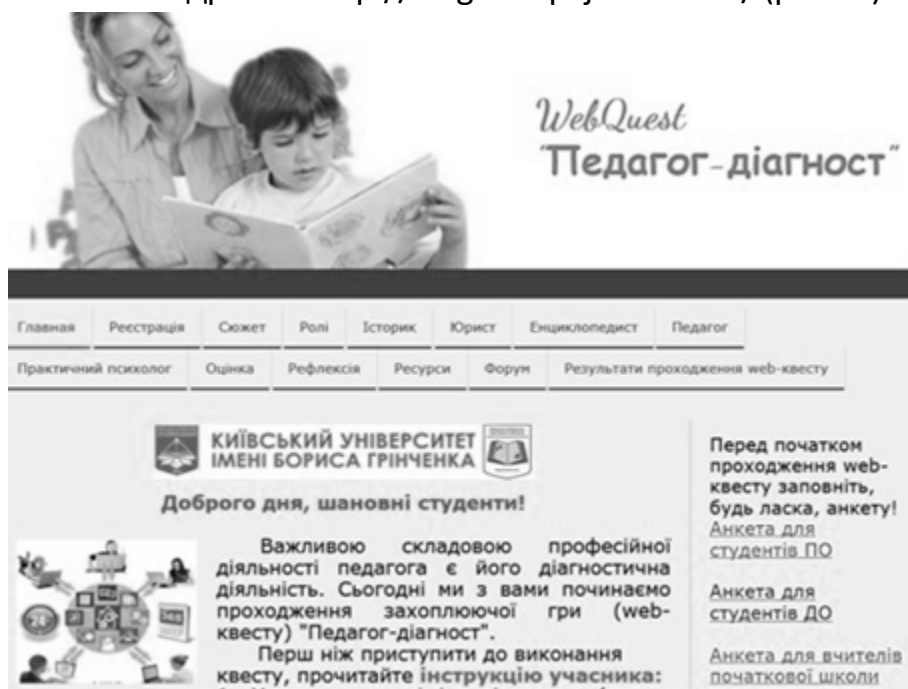 WebQuest
"Педагог-діагност"
Главная Реєстрація Сюжет Ролі Історик Юрист Енциклопедист Педагог
Практичний психолог Оцінка Рефлексія Ресурси Форум Результати проходження web-квесту
КИЇВСЬКИЙ УНІВЕРСИТЕТ
ІМЕНІ БОРИСА ГРІНЧЕНКА
Доброго дня, шановні студенти!
Важливою складовою професійної
діяльності педагога є його діагностична
діяльність. Сьогодні ми з вами починаємо
проходження захоплюючої гри (web-
квесту) "Педагог-діагност".
Перш ніж приступити до виконання
квесту, прочитайте інструкцію учасника:
Перед початком
проходження web-
квесту заповніть,
будь ласка, анкету!
Анкета для
студентів ПО
Анкета для
студентів ДО
Анкета для вчителів
початкової школи